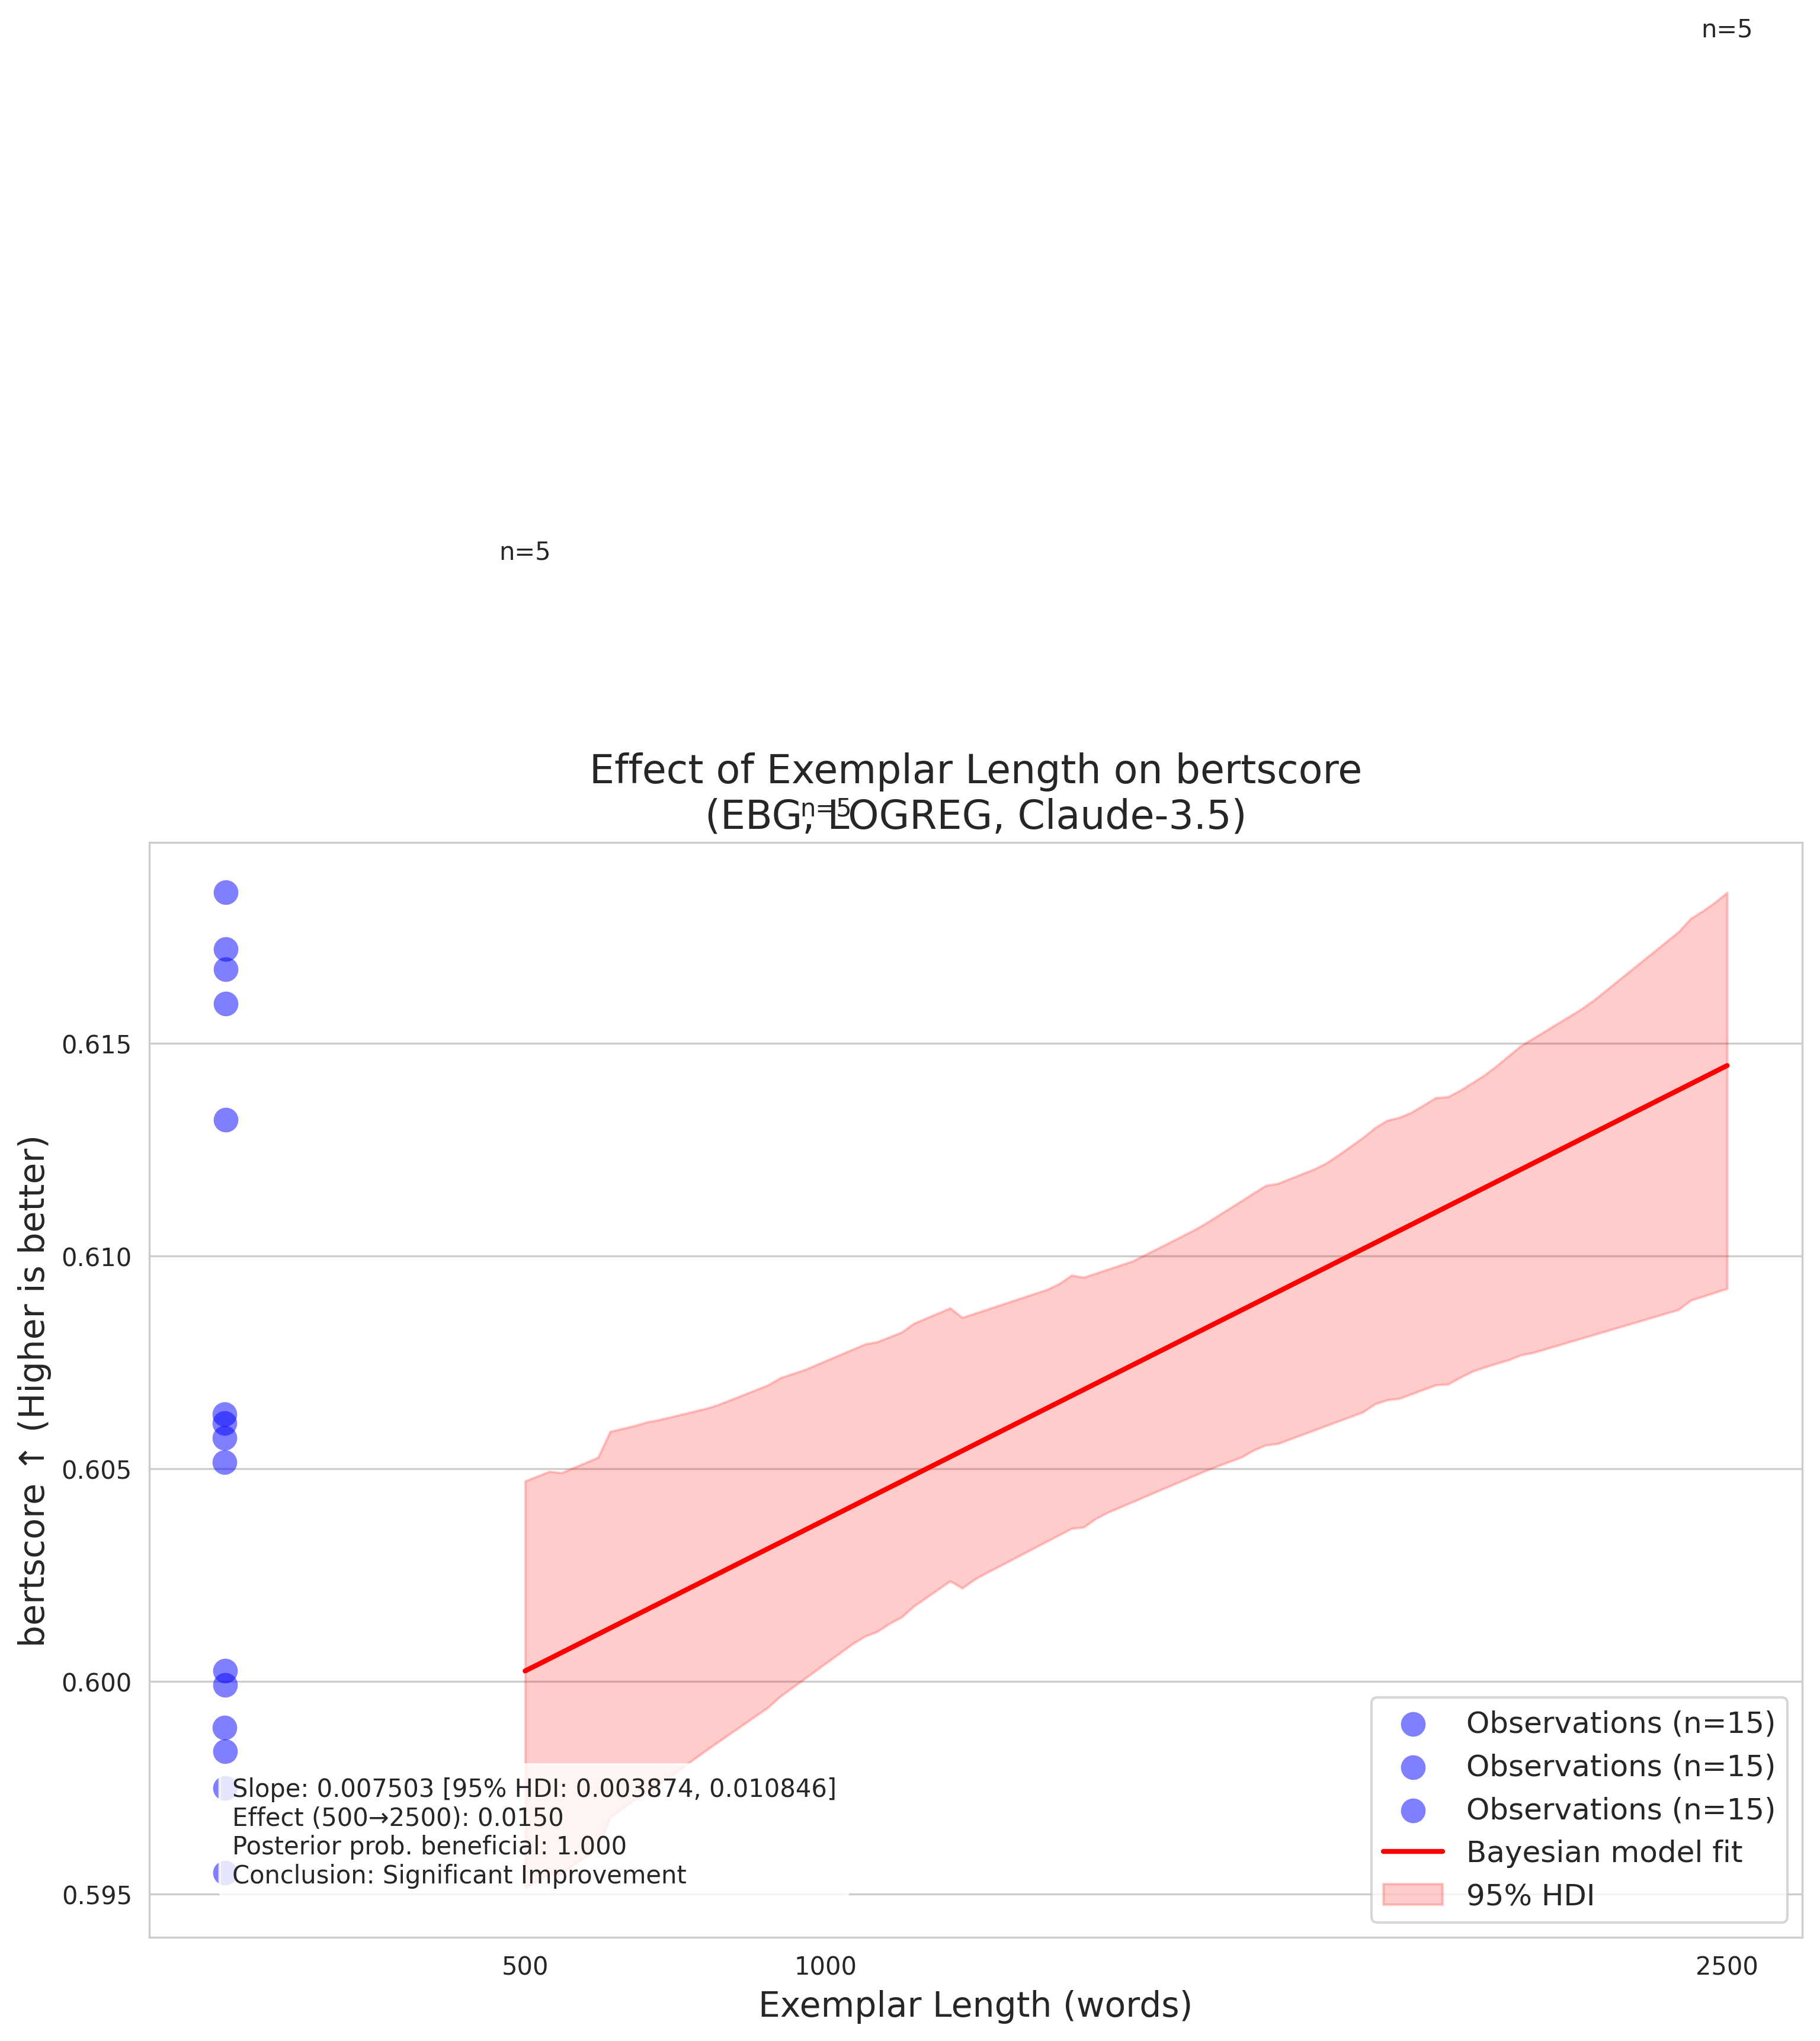 n=5
n=5
Effect of Exemplar Length on bertscore
(EBG, LOGREG, Claude-3.5)
n=5
bertscore ↑ (Higher is better)
0.615
0.610
0.605
0.600
0.595
Slope: 0.007503 [95% HDI: 0.003874, 0.010846]
Effect (500→2500): 0.0150
Posterior prob. beneficial: 1.000
Conclusion: Significant Improvement
Observations (n=15)
Observations (n=15)
Observations (n=15)
Bayesian model fit
95% HDI
500
1000
2500
Exemplar Length (words)